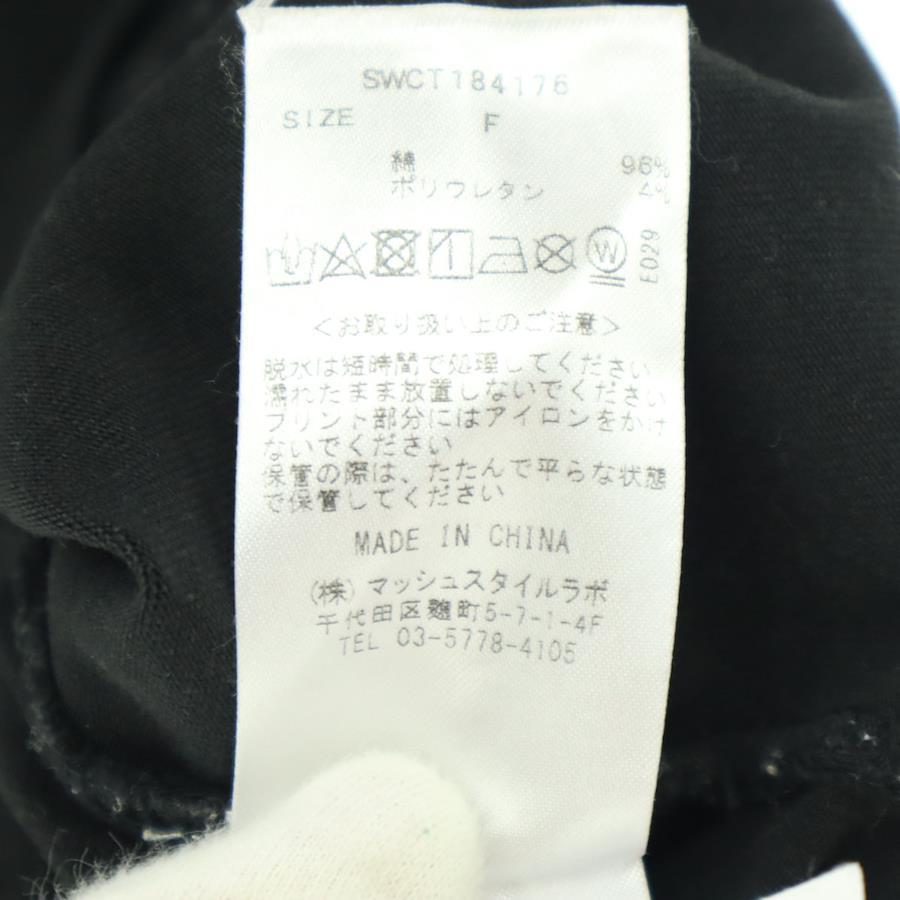 SWCT184176
SIZE F
綿 96%
ポリウレタン 4%
W
E029
<お取り扱い上のご注意>
脱水は短時間で処理してください
濡れたまま放置しないでください
プリント部分にはアイロンをかけ
ないでください
保管の際は、たたんで平らな状態
で保管してください
MADE IN CHINA
(株)マッシュスタイルラボ
千代田区麹町5-7-1-4F
TEL 03-5778-4105